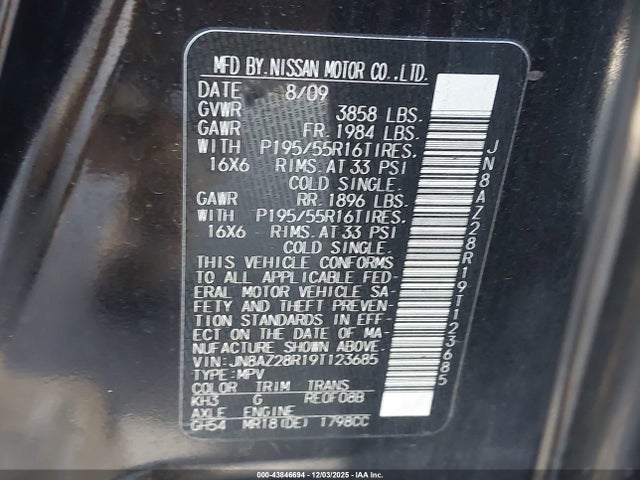 MFD BY.NISSAN MOTOR CO.,LTD.
DATE 8/09
GVWR 3858 LBS.
GAWR FR.1984 LBS.
WITH P195/55R16TIRES.
16X6 RIMS.AT 33 PSI
COLD SINGLE.
GAWR RR.1896 LBS.
WITH P195/55R16TIRES.
16X6 RIMS.AT 33 PSI
COLD SINGLE.
THIS VEHICLE CONFORMS
TO ALL APPLICABLE FED-
ERAL MOTOR VEHICLE SA-
FETY AND THEFT PREVEN-
TION STANDARDS IN EFF-
ECT ON THE DATE OF MA-
NUFACTURE SHOWN ABOVE.
VIN:JN8AZ28R19T123685
TYPE:MPV
COLOR TRIM TRANS
KH3 G RE0F08B
AXLE ENGINE
GH54 MR18(DE) 1798CC
JN8AZ28R19T123685
000-43846694 - 12/03/2025 - IAAI.COM